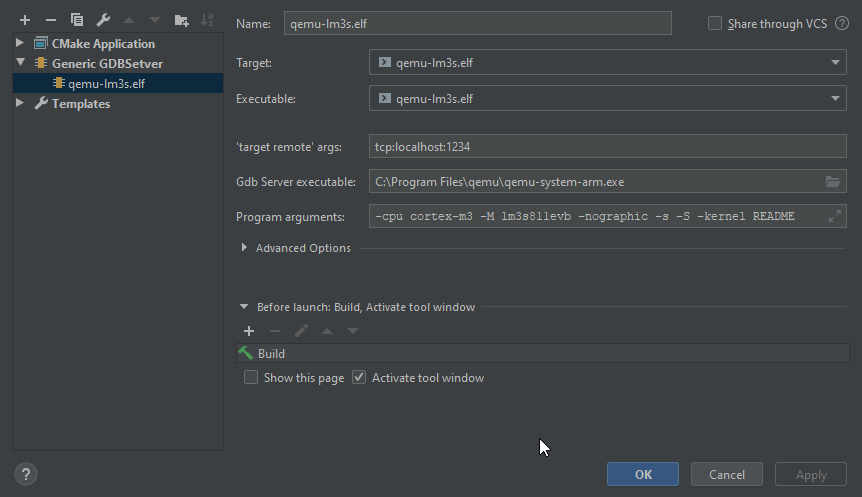 Name: qemu-lm3s.elf Share through VCS ?
CMake Application
Generic GDBSetver
qemu-lm3s.elf
Templates
Target: qemu-lm3s.elf
Executable: qemu-lm3s.elf
'target remote' args: tcp:localhost:1234
Gdb Server executable: C:\Program Files\qemu\qemu-system-arm.exe
Program arguments: -cpu cortex-m3 -M lm3s811evb -nographic -s -S -kernel README
Advanced Options
Before launch: Build, Activate tool window
Build
Show this page Activate tool window
? OK Cancel Apply